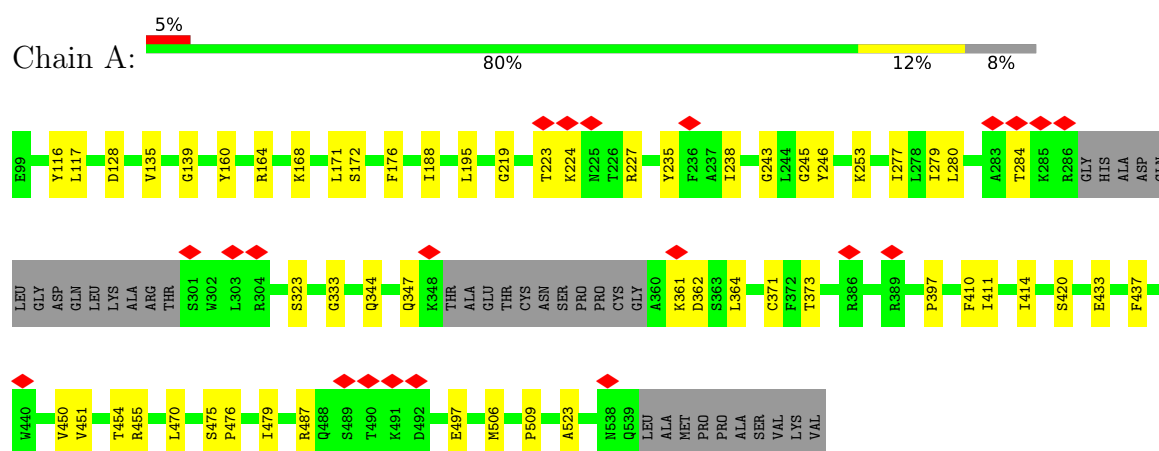 5%
Chain A:
80% 12% 8%
E99 Y116 L117 D128 V135 G139 Y160 R164 K168 L171 S172 F176 I188 L195 G219 T223 K224 N225 T226 R227 Y235 F236 A237 I238 G243 L244 G245 Y246 K253 I277 L278 I279 L280 A283 T284 K285 R286 GLY HIS ALA ASP GLN
LEU GLY ASP GLN LEU LYS ALA ARG THR S301 W302 L303 R304 S323 G333 Q344 Q347 K348 THR ALA GLU THR CYS ASN SER PRO PRO CYS GLY A360 K361 D362 S363 L364 C371 F372 T373 R386 R389 P397 F410 I411 I414 S420 E433 F437
W440 V450 V451 T454 R455 L470 S475 P476 I479 R487 Q488 S489 T490 K491 D492 E497 M506 P509 A523 N538 Q539 LEU ALA MET PRO PRO ALA SER VAL LYS VAL